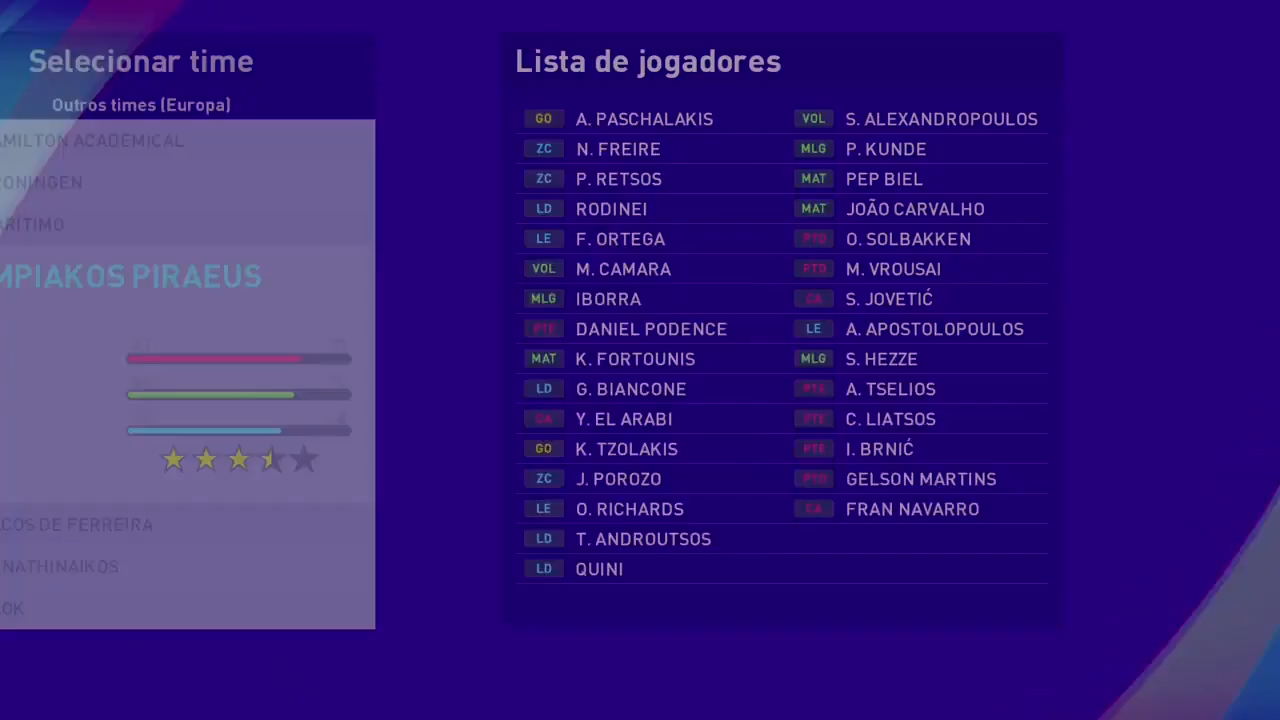 Selecionar time
Outros times (Europa)
AMILTON ACADEMICAL
RONINGEN
ARÍTIMO
MPIAKOS PIRAEUS
COS DE FERREIRA
NATHINAIKOS
OK
Lista de jogadores
GO A. PASCHALAKIS
ZC N. FREIRE
ZC P. RETSOS
LD RODINEI
LE F. ORTEGA
VOL M. CAMARA
MLG IBORRA
PTE DANIEL PODENCE
MAT K. FORTOUNIS
LD G. BIANCONE
CA Y. EL ARABI
GO K. TZOLAKIS
ZC J. POROZO
LE O. RICHARDS
LD T. ANDROUTSOS
LD QUINI
VOL S. ALEXANDROPOULOS
MLG P. KUNDE
MAT PEP BIEL
MAT JOÃO CARVALHO
PTD O. SOLBAKKEN
PTD M. VROUSAI
CA S. JOVETIĆ
LE A. APOSTOLOPOULOS
MLG S. HEZZE
PTE A. TSELIOS
PTE C. LIATSOS
PTE I. BRNIĆ
PTD GELSON MARTINS
CA FRAN NAVARRO